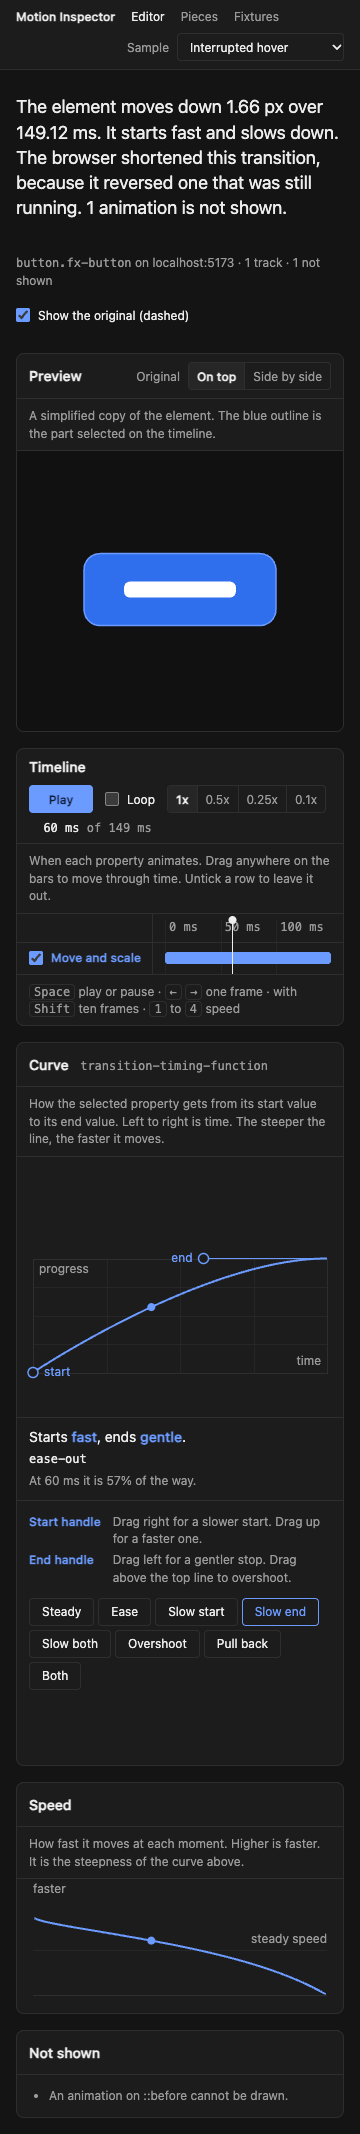 Motion Inspector Editor Pieces Fixtures
Sample Interrupted hover
The element moves down 1.66 px over
149.12 ms. It starts fast and slows down.
The browser shortened this transition,
because it reversed one that was still
running. 1 animation is not shown.
button.fx-button on localhost:5173 · 1 track · 1 not
shown
Show the original (dashed)
Preview Original On top Side by side
A simplified copy of the element. The blue outline is
the part selected on the timeline.
Timeline
Play Loop 1x 0.5x 0.25x 0.1x
60 ms of 149 ms
When each property animates. Drag anywhere on the
bars to move through time. Untick a row to leave it
out.
0 ms 50 ms 100 ms
Move and scale
Space play or pause · ← → one frame · with
Shift ten frames · 1 to 4 speed
Curve transition-timing-function
How the selected property gets from its start value
to its end value. Left to right is time. The steeper the
line, the faster it moves.
end
progress
time
start
Starts fast, ends gentle.
ease-out
At 60 ms it is 57% of the way.
Start handle Drag right for a slower start. Drag up
for a faster one.
End handle Drag left for a gentler stop. Drag
above the top line to overshoot.
Steady Ease Slow start Slow end
Slow both Overshoot Pull back
Both
Speed
How fast it moves at each moment. Higher is faster.
It is the steepness of the curve above.
faster
steady speed
Not shown
• An animation on ::before cannot be drawn.